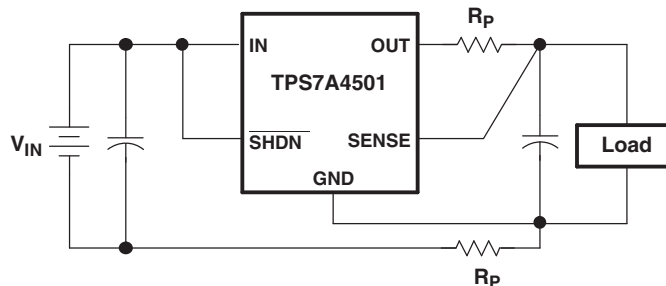 R_P
IN OUT
TPS7A4501
V_IN
SHDN SENSE
Load
GND
R_P